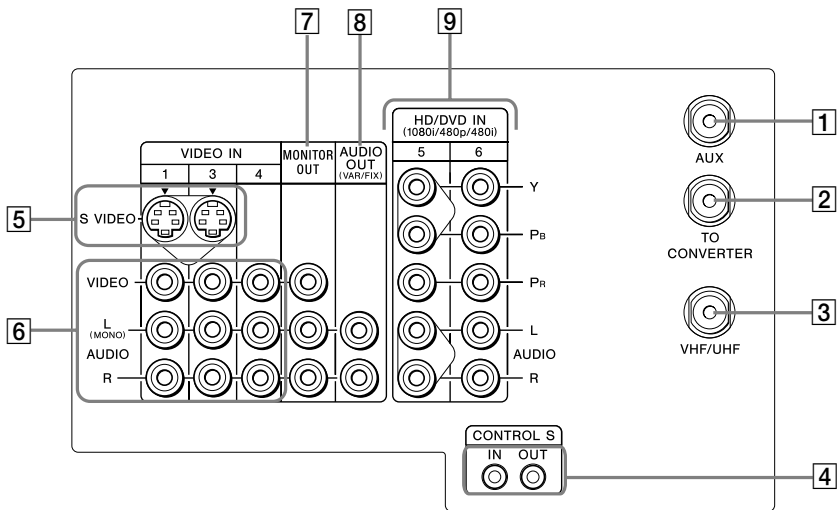 7
8
9
HD/DVD IN
(1080i/480p/480i)
5
6
VIDEO IN
1
3
4
MONITOR
OUT
AUDIO
OUT
(VAR/FIX)
1
AUX
2
TO
CONVERTER
3
VHF/UHF
5
S VIDEO
6
VIDEO
L
(MONO)
AUDIO
R
Y
PB
PR
L
AUDIO
R
CONTROL S
IN OUT
4